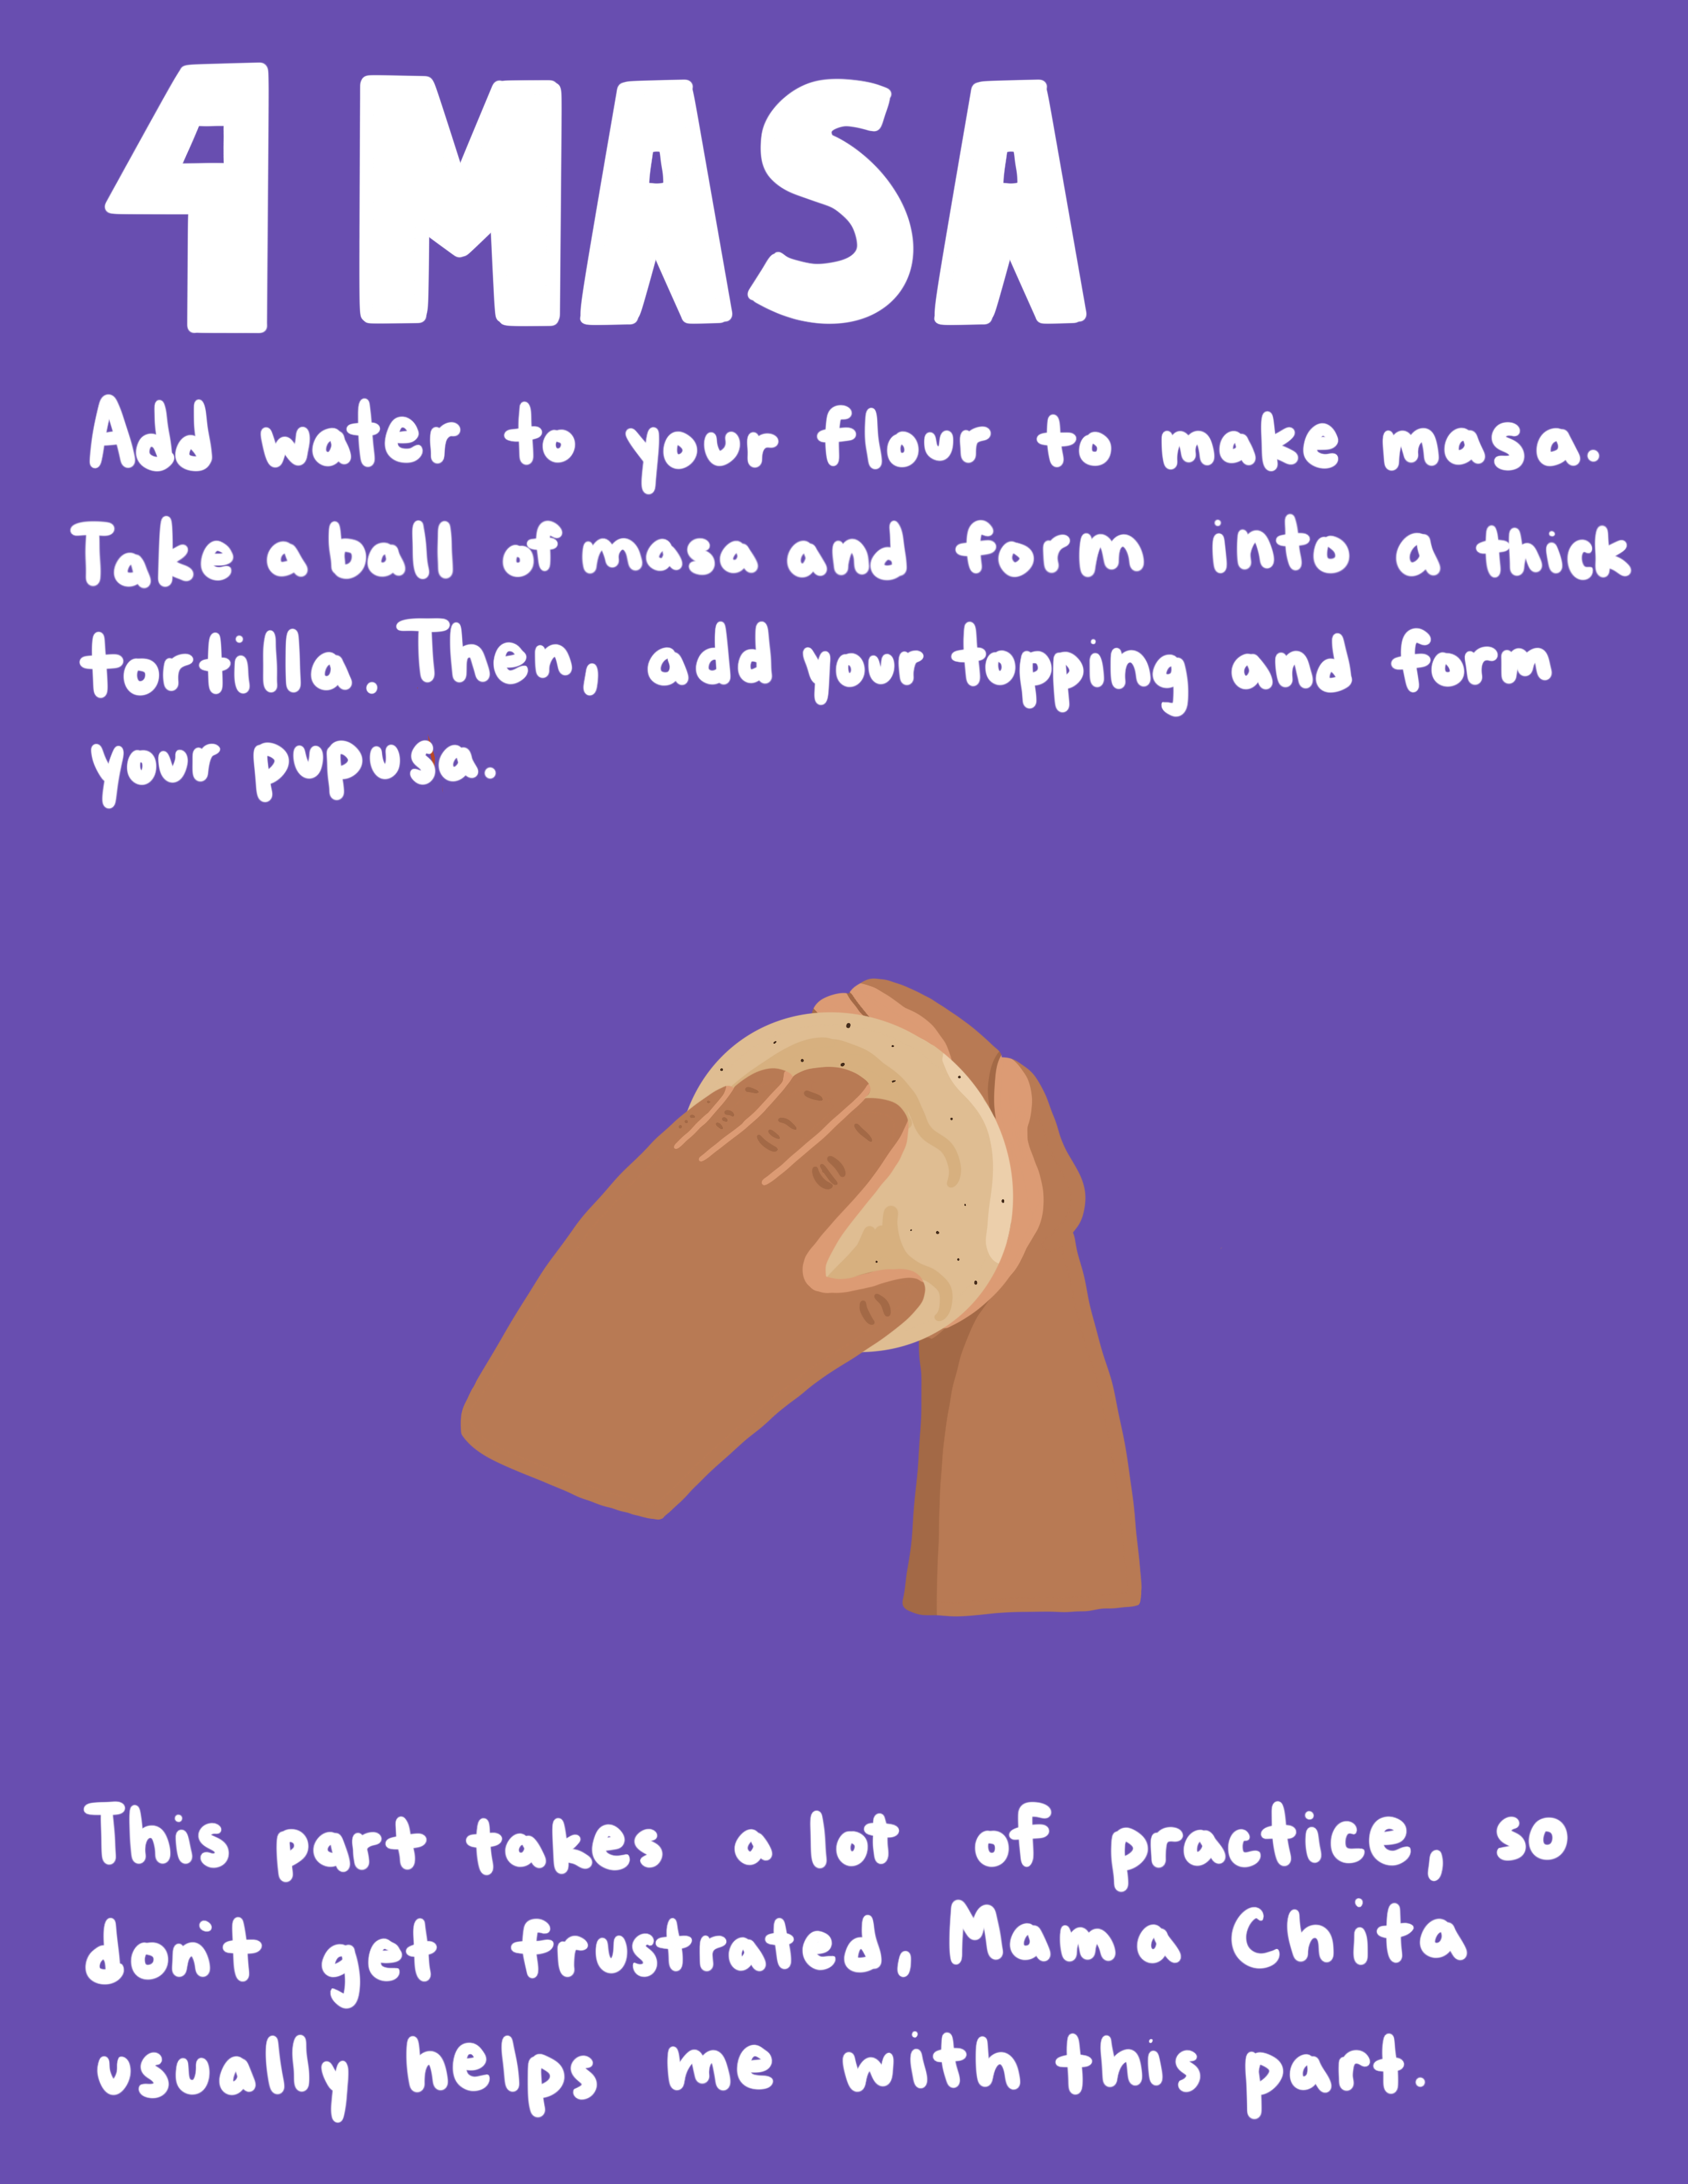 4 MASA
Add water to your flour to make masa.
Take a ball of masa and form into a thick
tortilla. Then, add your topping and form
your pupusa.
This part takes a lot of practice, so
don't get frustrated, Mama Chita
usually helps me with this part.